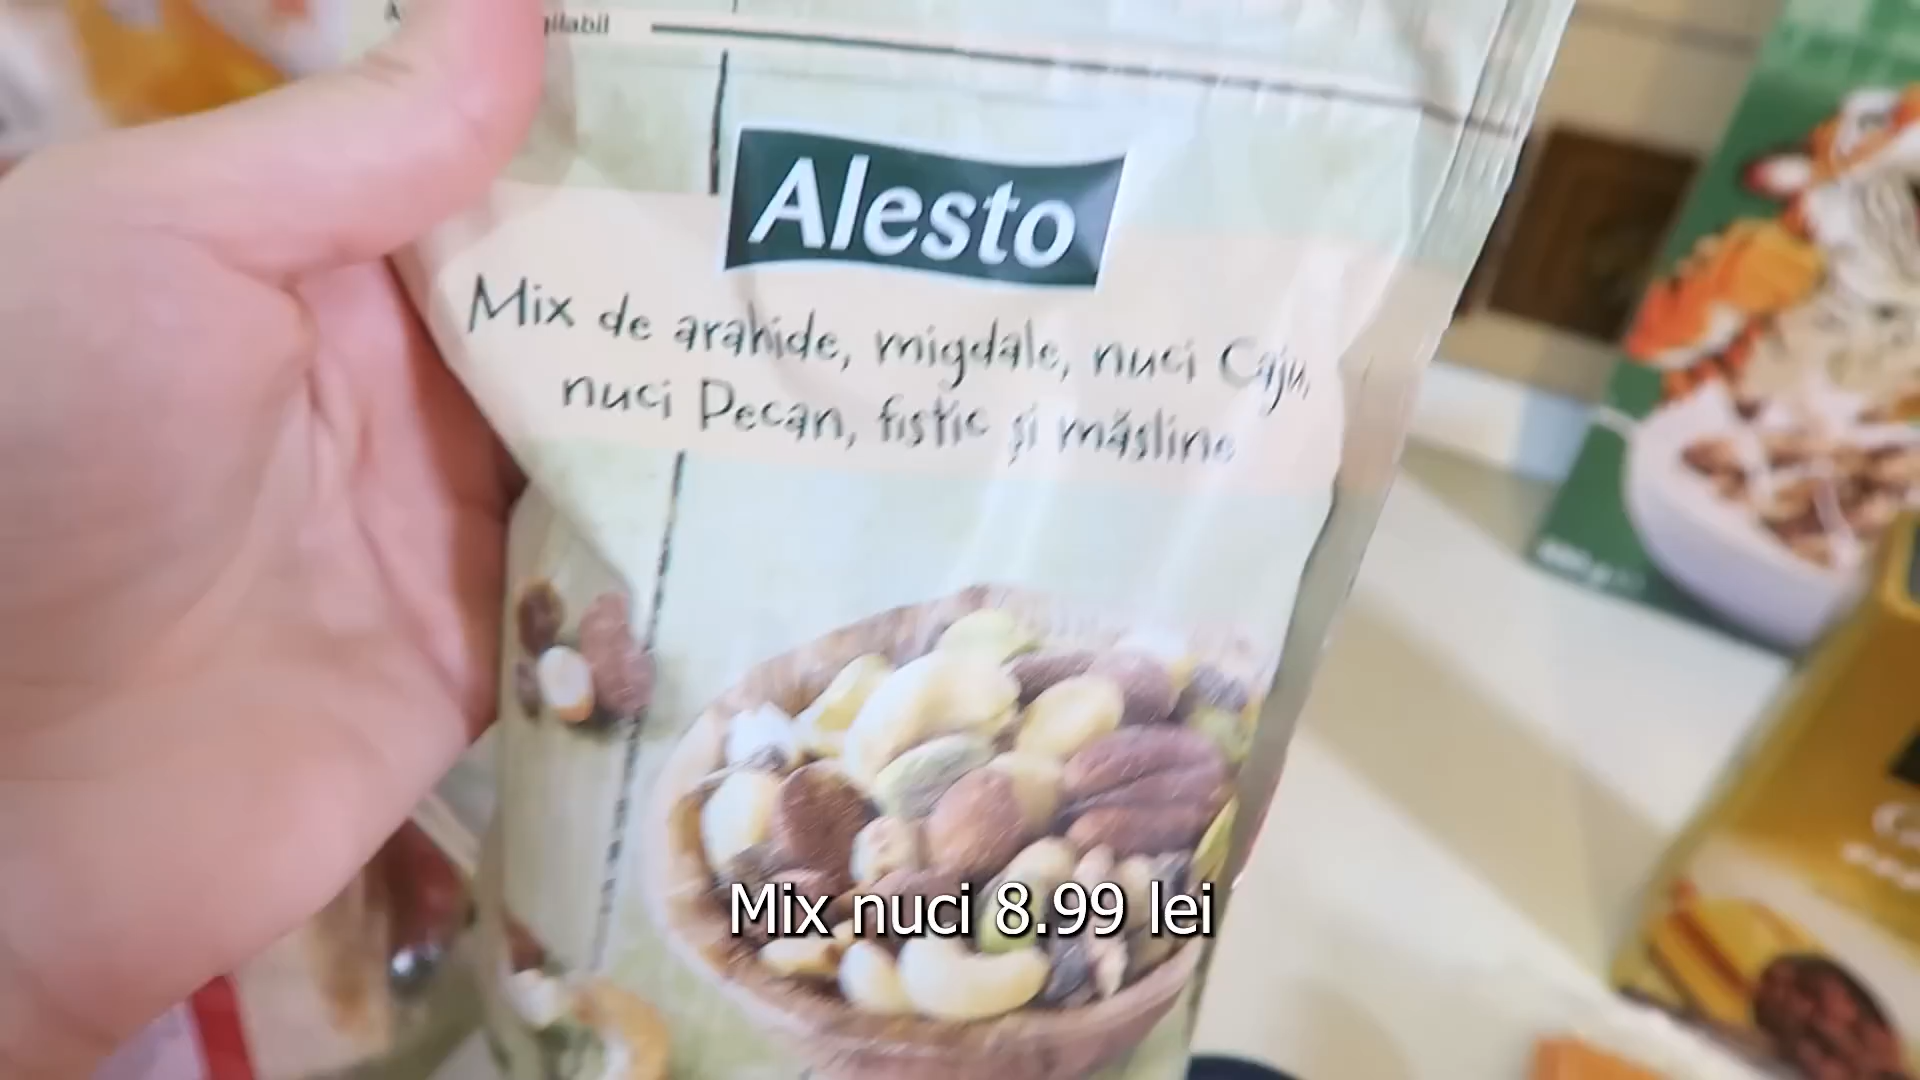 Alesto
Mix de arahide, migdale, nuci Caju,
nuci Pecan, fistic și măsline
Mix nuci 8.99 lei